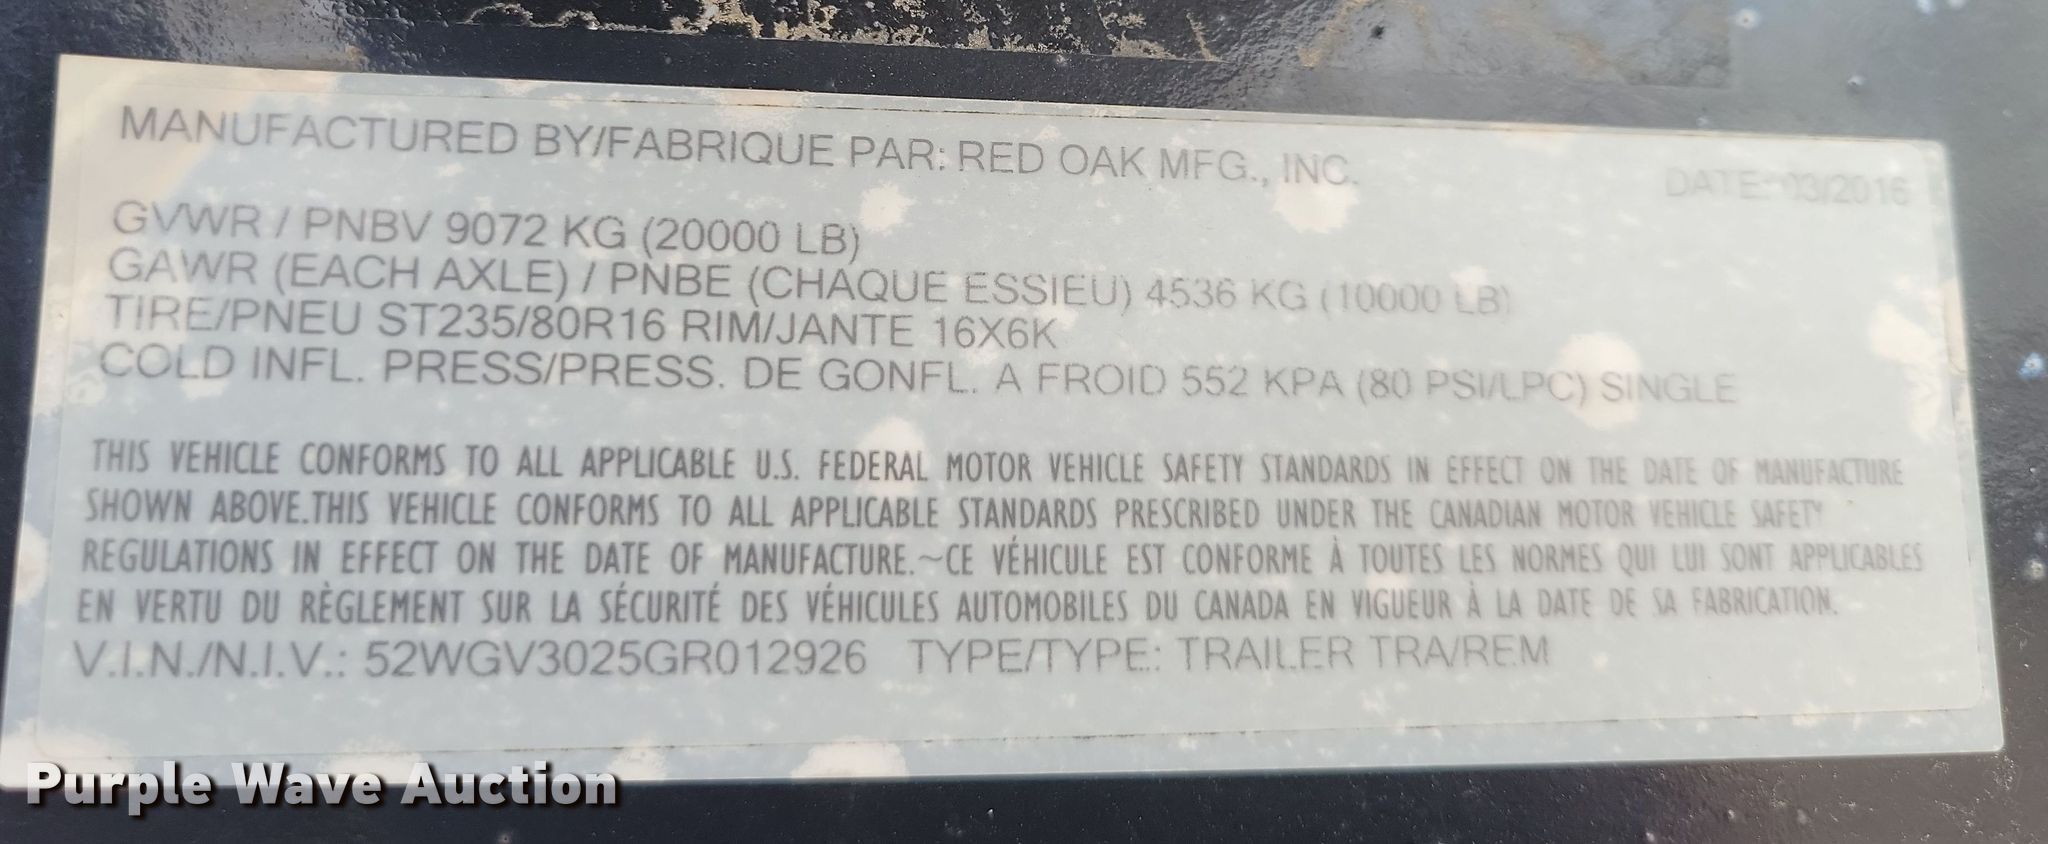 MANUFACTURED BY/FABRIQUE PAR: RED OAK MFG., INC.
DATE: 03/2016
GVWR / PNBV 9072 KG (20000 LB)
GAWR (EACH AXLE) / PNBE (CHAQUE ESSIEU) 4536 KG (10000 LB)
TIRE/PNEU ST235/80R16 RIM/JANTE 16X6K
COLD INFL. PRESS/PRESS. DE GONFL. A FROID 552 KPA (80 PSI/LPC) SINGLE
THIS VEHICLE CONFORMS TO ALL APPLICABLE U.S. FEDERAL MOTOR VEHICLE SAFETY STANDARDS IN EFFECT ON THE DATE OF MANUFACTURE
SHOWN ABOVE.THIS VEHICLE CONFORMS TO ALL APPLICABLE STANDARDS PRESCRIBED UNDER THE CANADIAN MOTOR VEHICLE SAFETY
REGULATIONS IN EFFECT ON THE DATE OF MANUFACTURE.~CE VÉHICULE EST CONFORME À TOUTES LES NORMES QUI LUI SONT APPLICABLES
EN VERTU DU RÈGLEMENT SUR LA SÉCURITÉ DES VÉHICULES AUTOMOBILES DU CANADA EN VIGUEUR À LA DATE DE SA FABRICATION.
V.I.N./N.I.V.: 52WGV3025GR012926 TYPE/TYPE: TRAILER TRA/REM
Purple Wave Auction